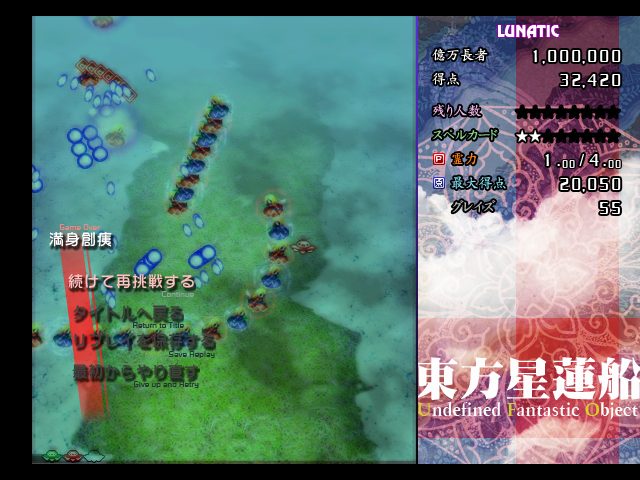 Game Over
満身創痍
続けて再挑戦する
Continue
タイトルへ戻る
Return to Title
リプレイを保存する
Save Replay
最初からやり直す
Give up and Retry
LUNATIC
億万長者 1,000,000
得点 32,420
残り人数
スペルカード
P 霊力 1.00/4.00
点 最大得点 20,050
グレイズ 55
東方星蓮船
Undefined Fantastic Object